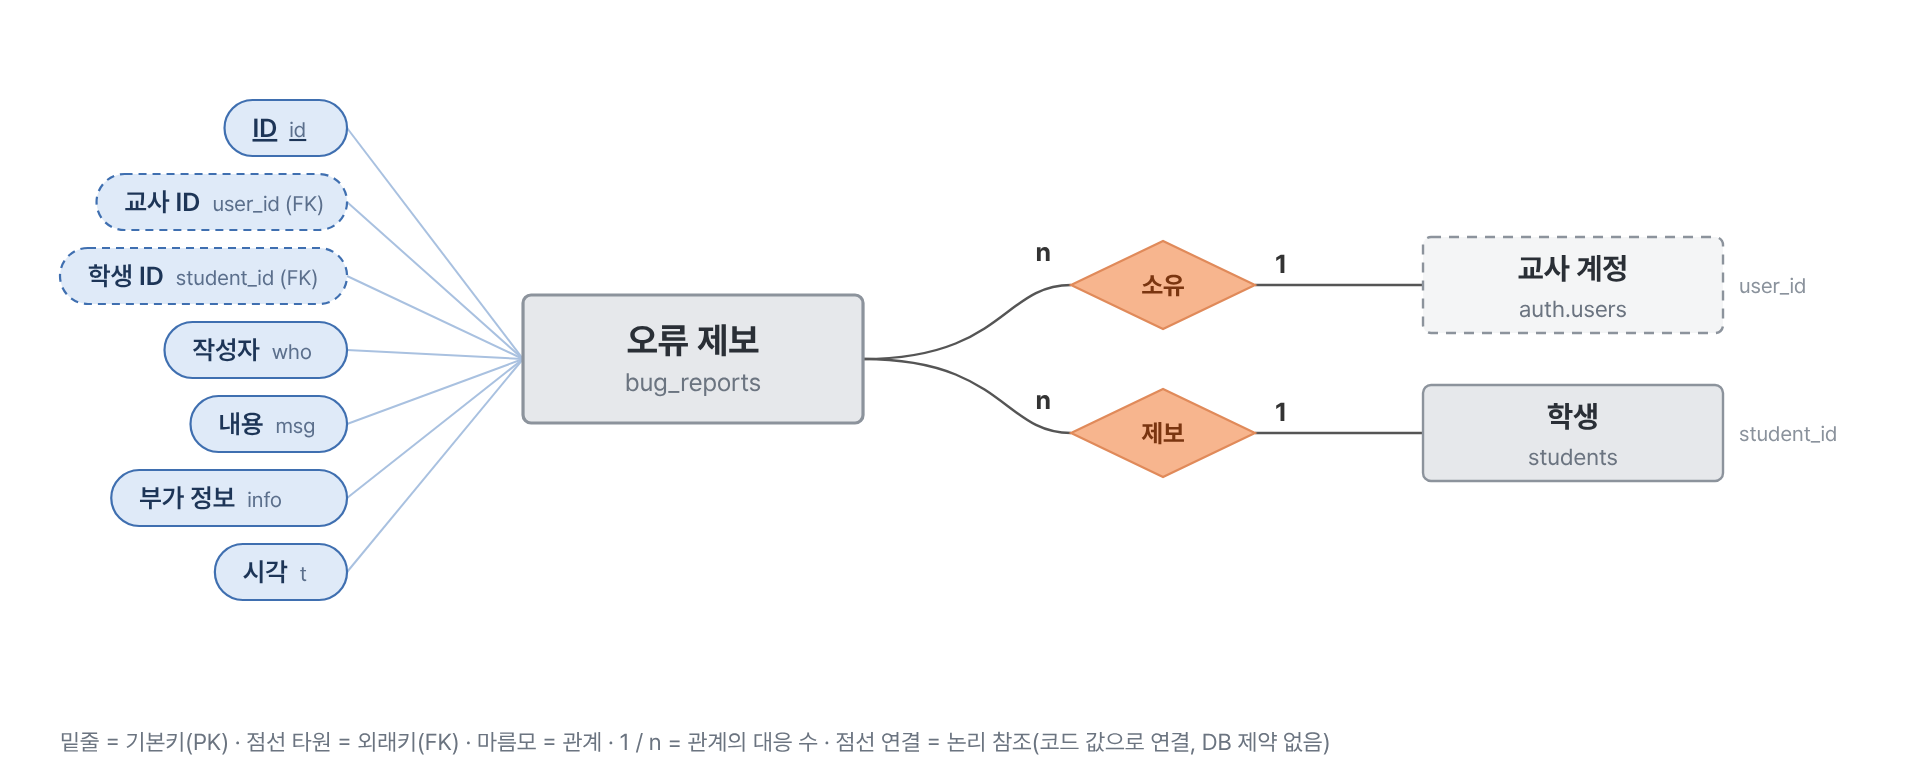 ID id
교사 ID user_id (FK)
학생 ID student_id (FK)
작성자 who
내용 msg
부가 정보 info
시각 t
오류 제보
bug_reports
n
소유
1
교사 계정
auth.users
user_id
n
제보
1
학생
students
student_id
밑줄 = 기본키(PK) · 점선 타원 = 외래키(FK) · 마름모 = 관계 · 1 / n = 관계의 대응 수 · 점선 연결 = 논리 참조(코드 값으로 연결, DB 제약 없음)